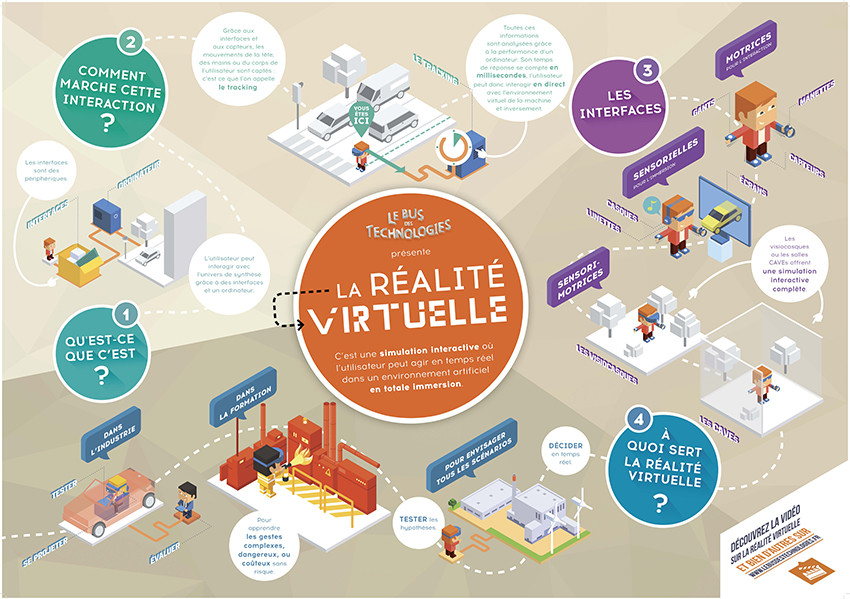 LE BUS
DES
TECHNOLOGIES
présente
LA RÉALITÉ
VIRTUELLE
C'est une simulation interactive où
l'utilisateur peut agir en temps réel
dans un environnement artificiel
en totale immersion.
1
QU'EST-CE
QUE C'EST
?
L'utilisateur peut
interagir avec
l'univers de synthèse
grâce à des interfaces
et un ordinateur.
Les interfaces
sont des
périphériques.
INTERFACES
ORDINATEUR
2
COMMENT
MARCHE CETTE
INTERACTION
?
Grâce aux
interfaces et
aux capteurs, les
mouvements de la tête,
des mains ou du corps de
l'utilisateur sont captés :
c'est ce que l'on appelle
le tracking
LE TRACKING
VOUS
ÊTES
ICI
Toutes ces
informations
sont analysées grâce
à la performance d'un
ordinateur. Son temps
de réponse se compte en
millisecondes, l'utilisateur
peut donc interagir en direct
avec l'environnement
virtuel de la machine
et inversement.
3
LES
INTERFACES
MOTRICES
POUR L'INTERACTION
GANTS
MANETTES
CAPTEURS
SENSORIELLES
POUR L'IMMERSION
ÉCRANS
CASQUES
LUNETTES
SENSORI-
MOTRICES
Les
visiocasques
ou les salles
CAVEs offrent
une simulation
interactive
complète.
LES VISIOCASQUES
LES CAVES
4
À
QUOI SERT
LA RÉALITÉ
VIRTUELLE
?
DANS
L'INDUSTRIE
TESTER
SE PROJETER
ÉVALUER
DANS
LA FORMATION
Pour
apprendre
les gestes
complexes,
dangereux, ou
coûteux sans
risque
POUR ENVISAGER
TOUS LES SCÉNARIOS
TESTER les
hypothèses
DÉCIDER
en temps
réel
DÉCOUVREZ LA VIDÉO
SUR LA RÉALITÉ VIRTUELLE
ET BIEN D'AUTRES SUR
WWW.LEBUSDESTECHNOLOGIES.FR